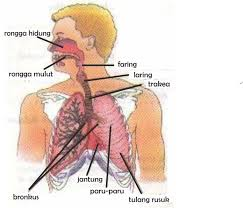 rongga hidung
faring
rongga mulut
laring
trakea
jantung
bronkus
paru-paru
tulang rusuk